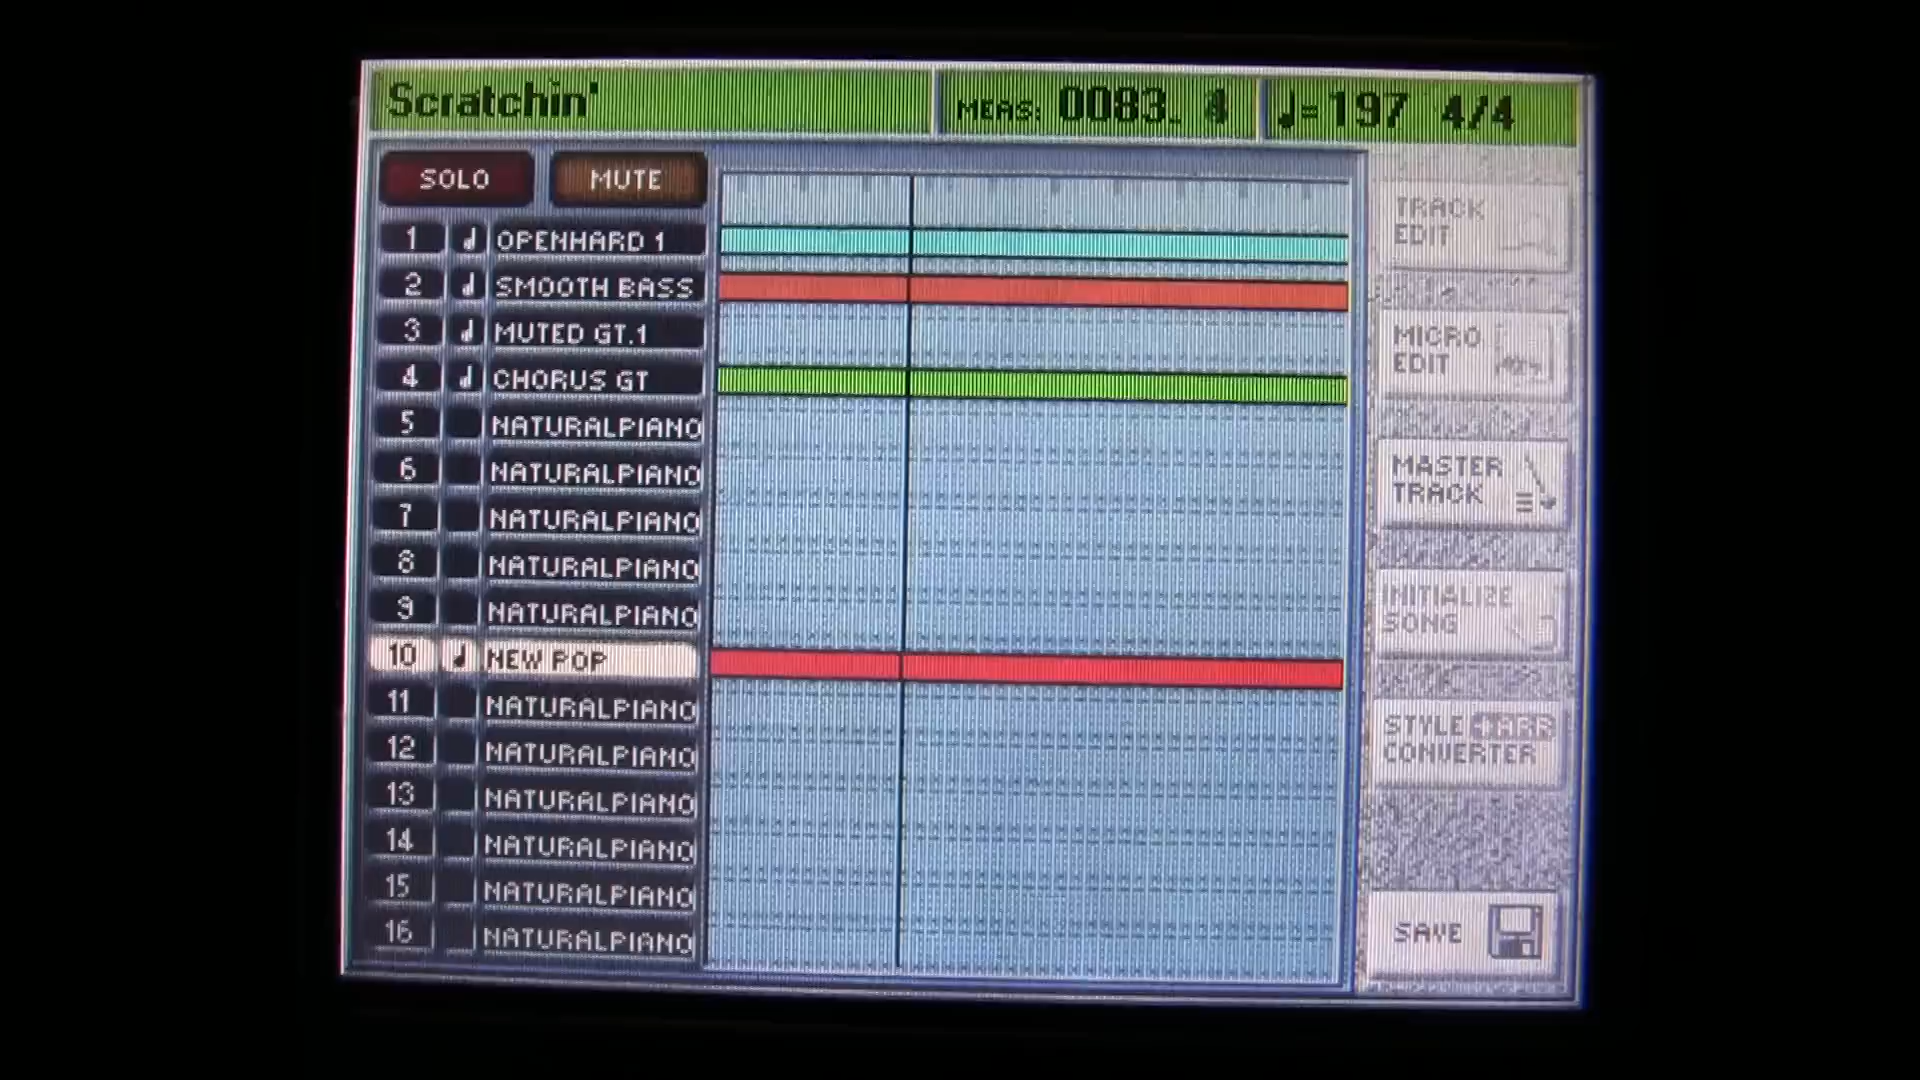 Scratchin'
MEAS: 0083. 4
♩=197 4/4
SOLO
MUTE
1 OPENHARD 1
2 SMOOTH BASS
3 MUTED GT.1
4 CHORUS GT
5 NATURALPIANO
6 NATURALPIANO
7 NATURALPIANO
8 NATURALPIANO
9 NATURALPIANO
10 NEW POP
11 NATURALPIANO
12 NATURALPIANO
13 NATURALPIANO
14 NATURALPIANO
15 NATURALPIANO
16 NATURALPIANO
TRACK
EDIT
MICRO
EDIT
MASTER
TRACK
INITIALIZE
SONG
STYLE +ARR
CONVERTER
SAVE